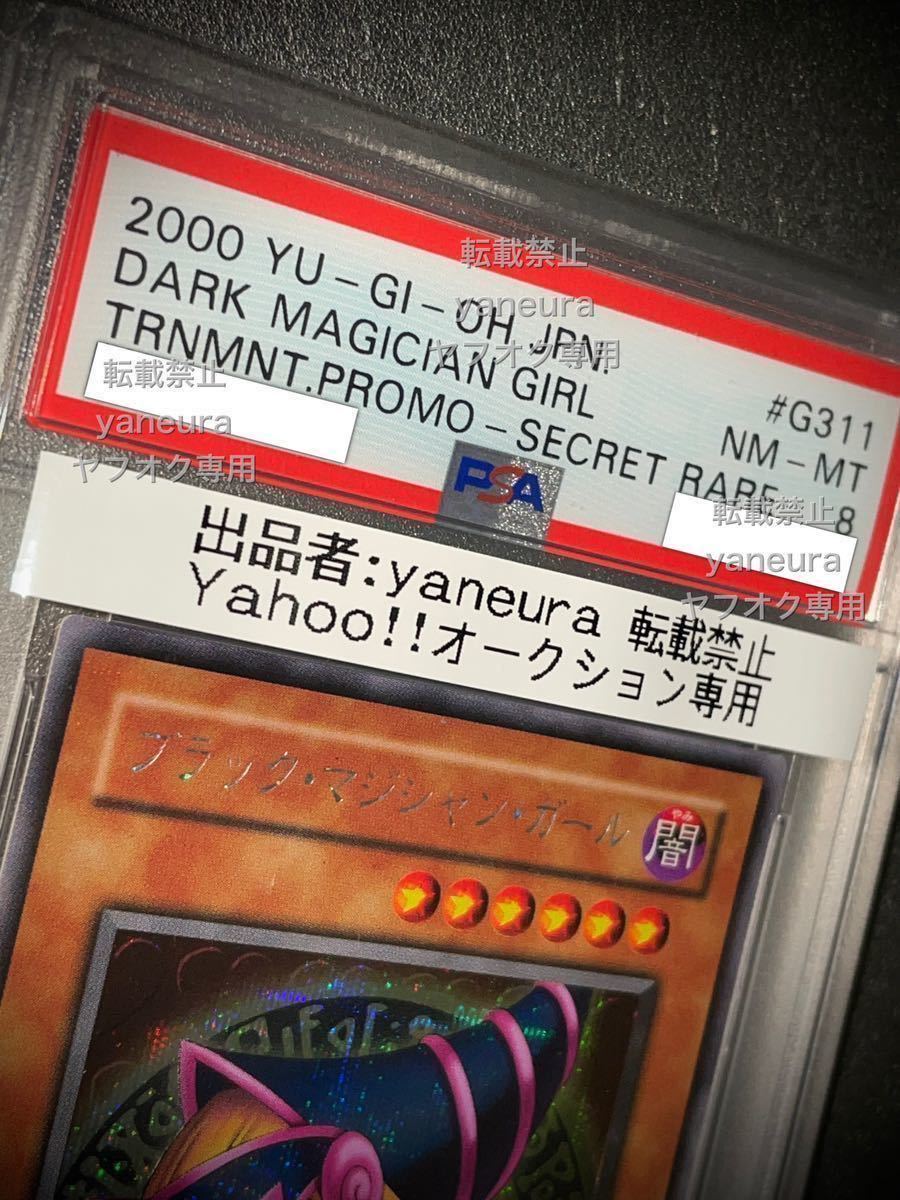 2000 YU-GI-OH JPN.
DARK MAGICIAN GIRL
TRNMNT.PROMO-SECRET RARE
#G311
NM-MT
8
PSA
転載禁止
yaneura
ヤフオク専用
転載禁止
yaneura
ヤフオク専用
転載禁止
yaneura
ヤフオク専用
出品者:yaneura 転載禁止
Yahoo!!オークション専用
ブラック・マジシャン・ガール
やみ
闇